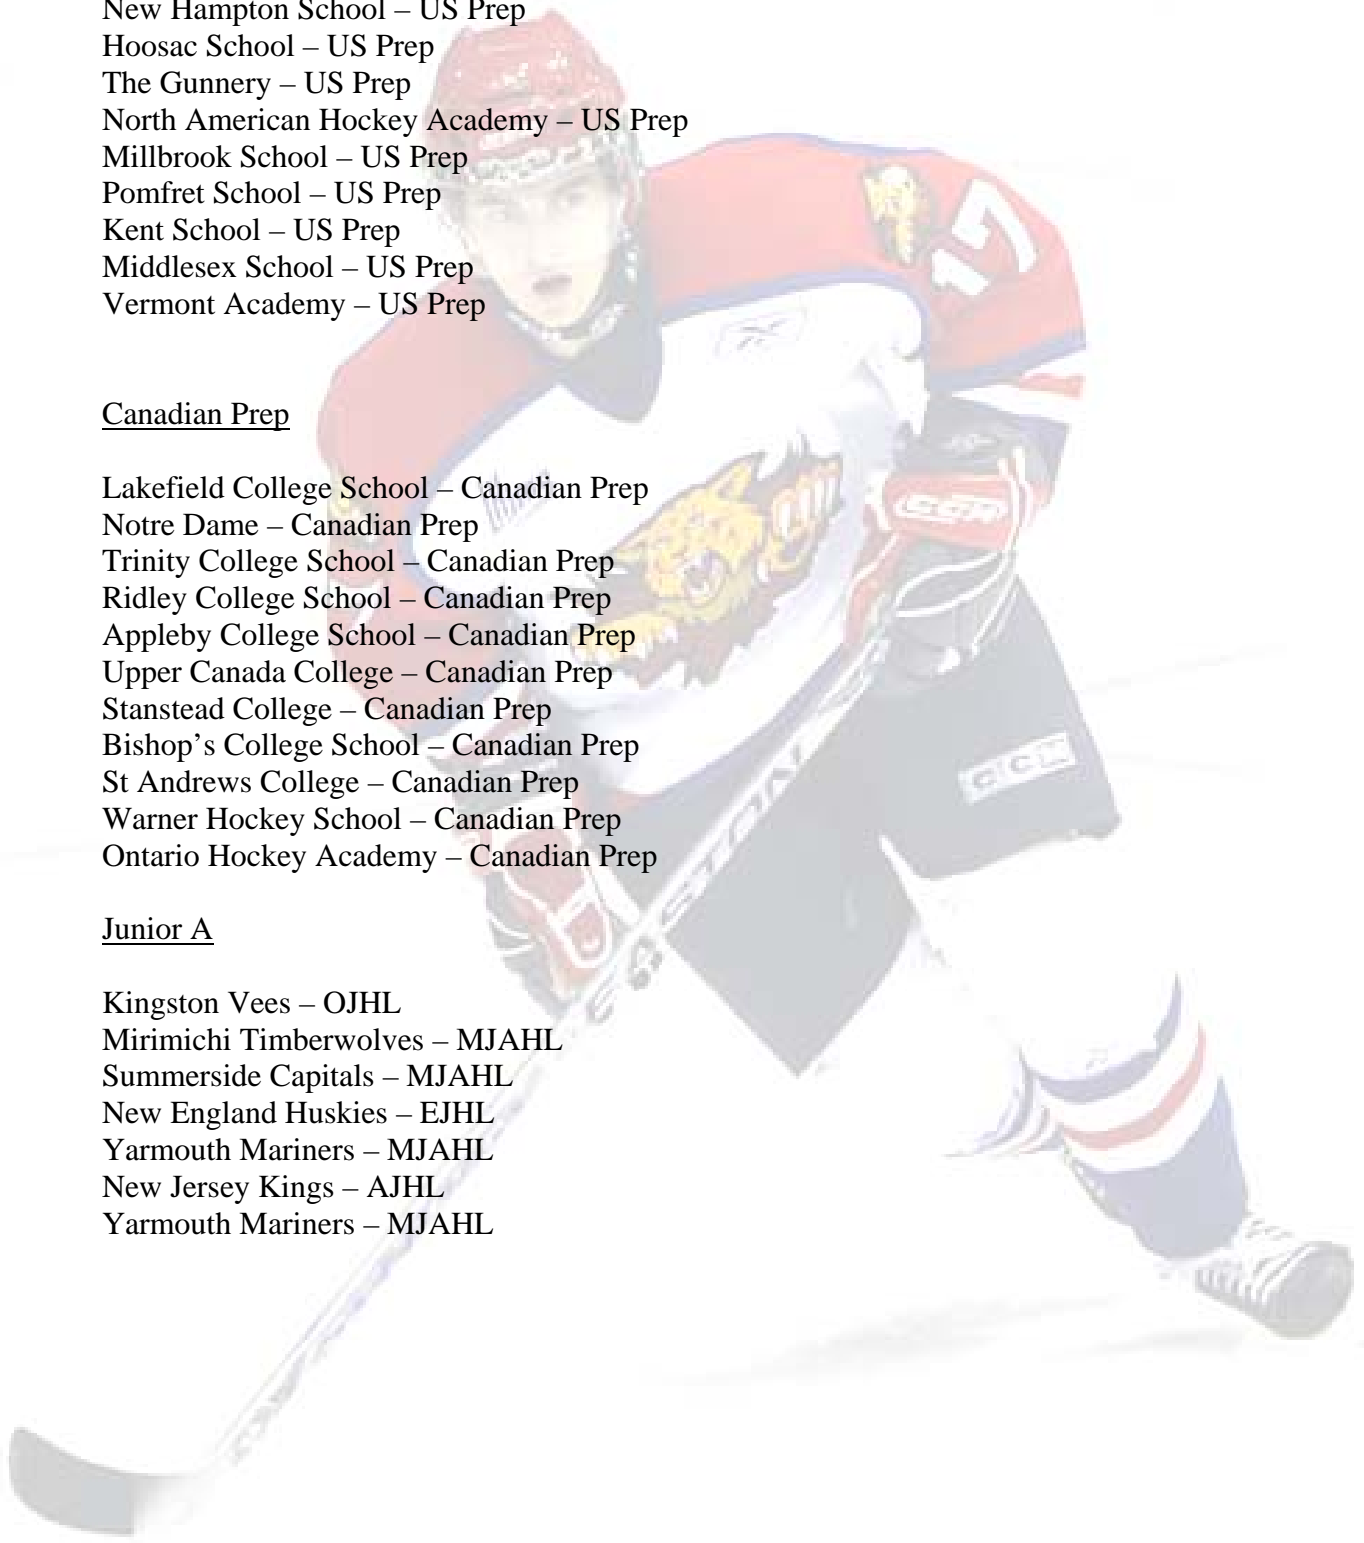 New Hampton School – US Prep
Hoosac School – US Prep
The Gunnery – US Prep
North American Hockey Academy – US Prep
Millbrook School – US Prep
Pomfret School – US Prep
Kent School – US Prep
Middlesex School – US Prep
Vermont Academy – US Prep
17
Canadian Prep
Lakefield College School – Canadian Prep
Notre Dame – Canadian Prep
Trinity College School – Canadian Prep
Ridley College School – Canadian Prep
Appleby College School – Canadian Prep
Upper Canada College – Canadian Prep
Stanstead College – Canadian Prep
Bishop’s College School – Canadian Prep
St Andrews College – Canadian Prep
Warner Hockey School – Canadian Prep
Ontario Hockey Academy – Canadian Prep
Junior A
Kingston Vees – OJHL
Mirimichi Timberwolves – MJAHL
Summerside Capitals – MJAHL
New England Huskies – EJHL
Yarmouth Mariners – MJAHL
New Jersey Kings – AJHL
Yarmouth Mariners – MJAHL